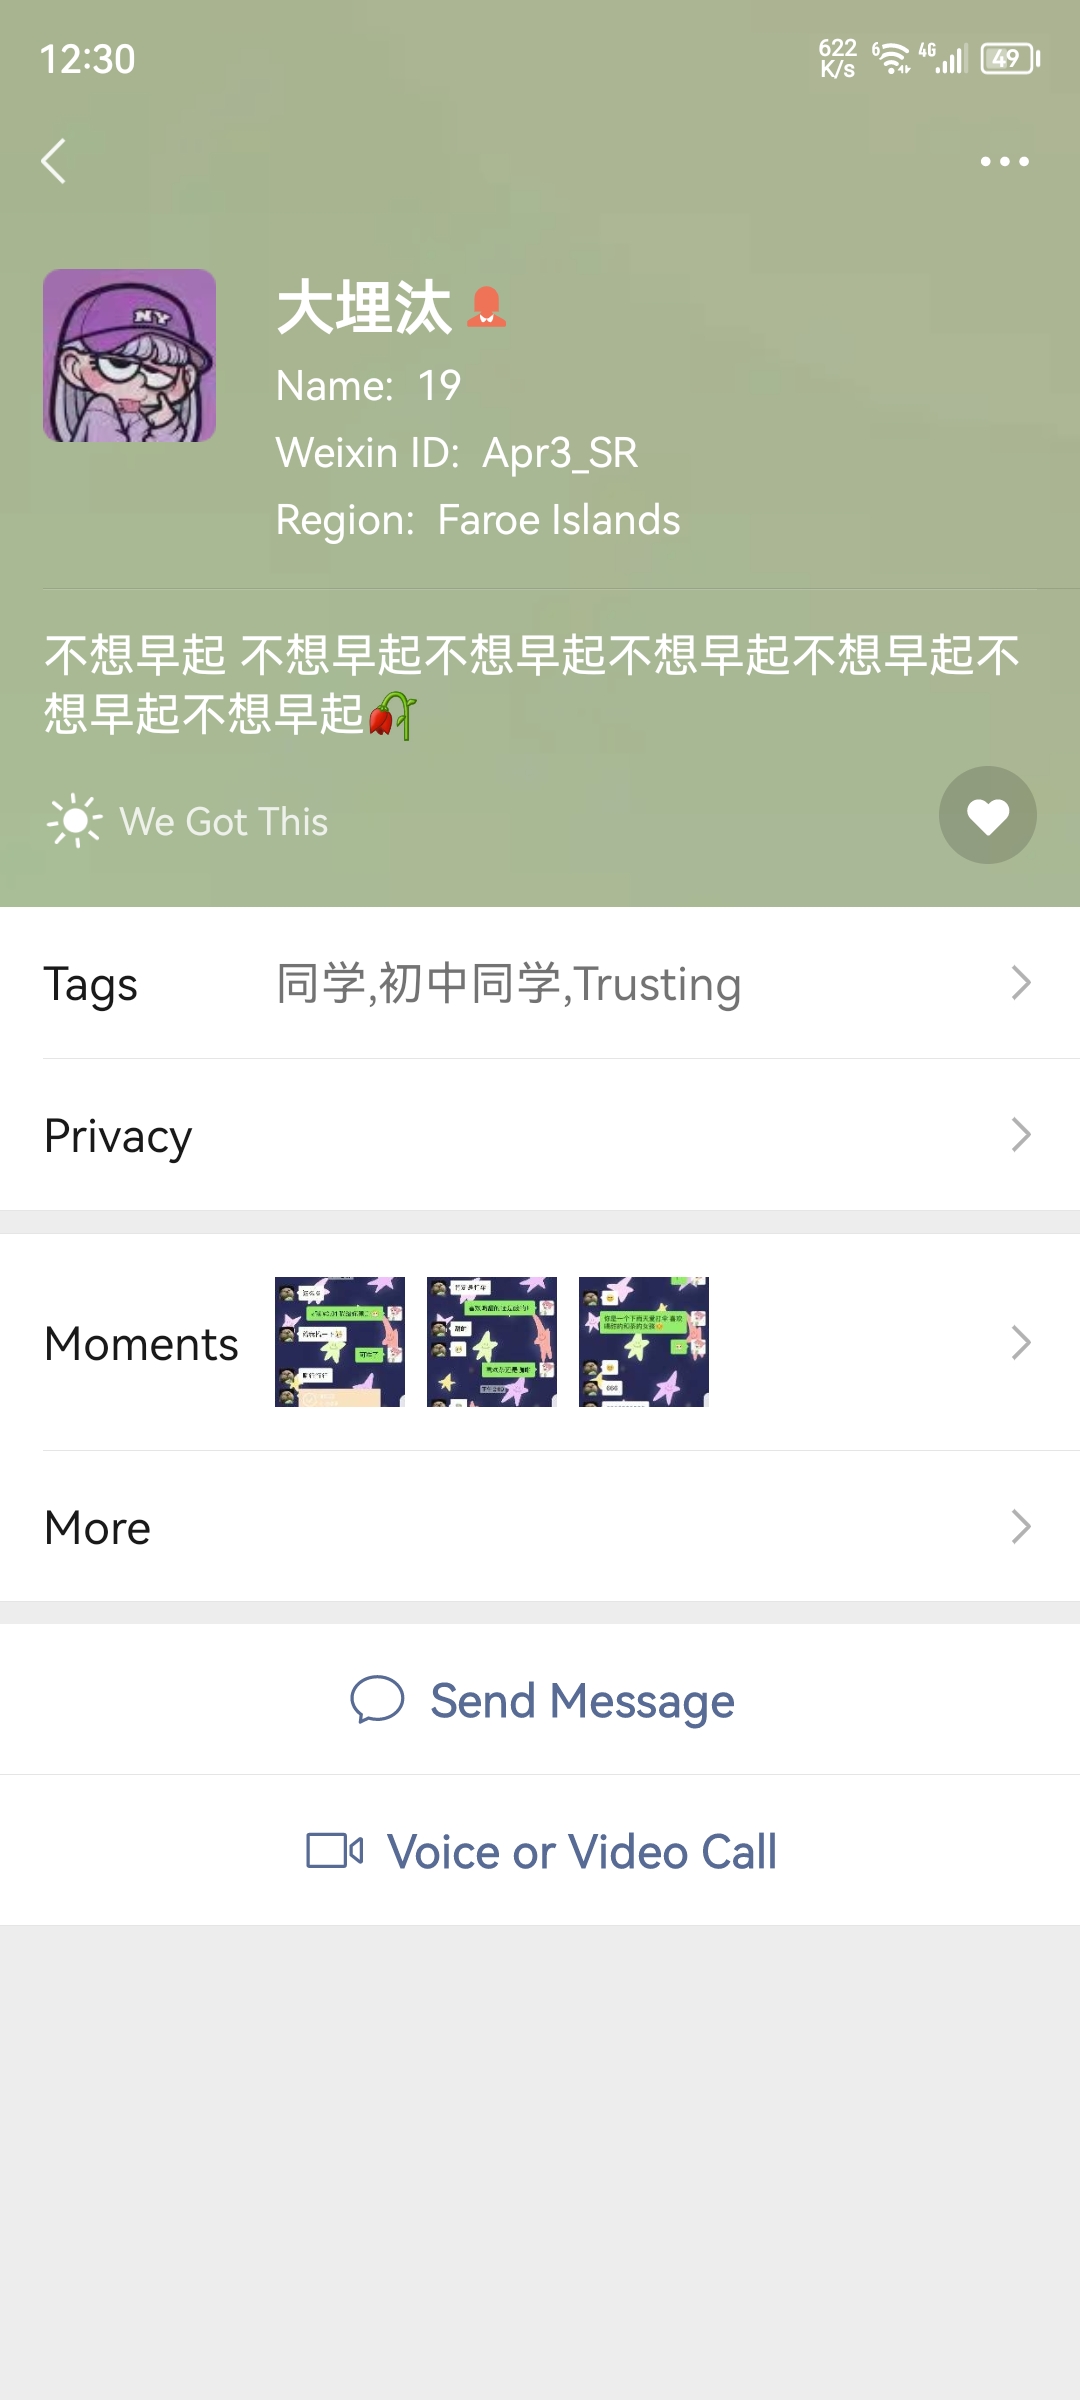 12:30
622 K/s
6
4G
49
NY
大埋汰
Name: 19
Weixin ID: Apr3_SR
Region: Faroe Islands
不想早起 不想早起不想早起不想早起不想早起不
想早起不想早起
We Got This
Tags 同学,初中同学,Trusting
Privacy
Moments
More
Send Message
Voice or Video Call